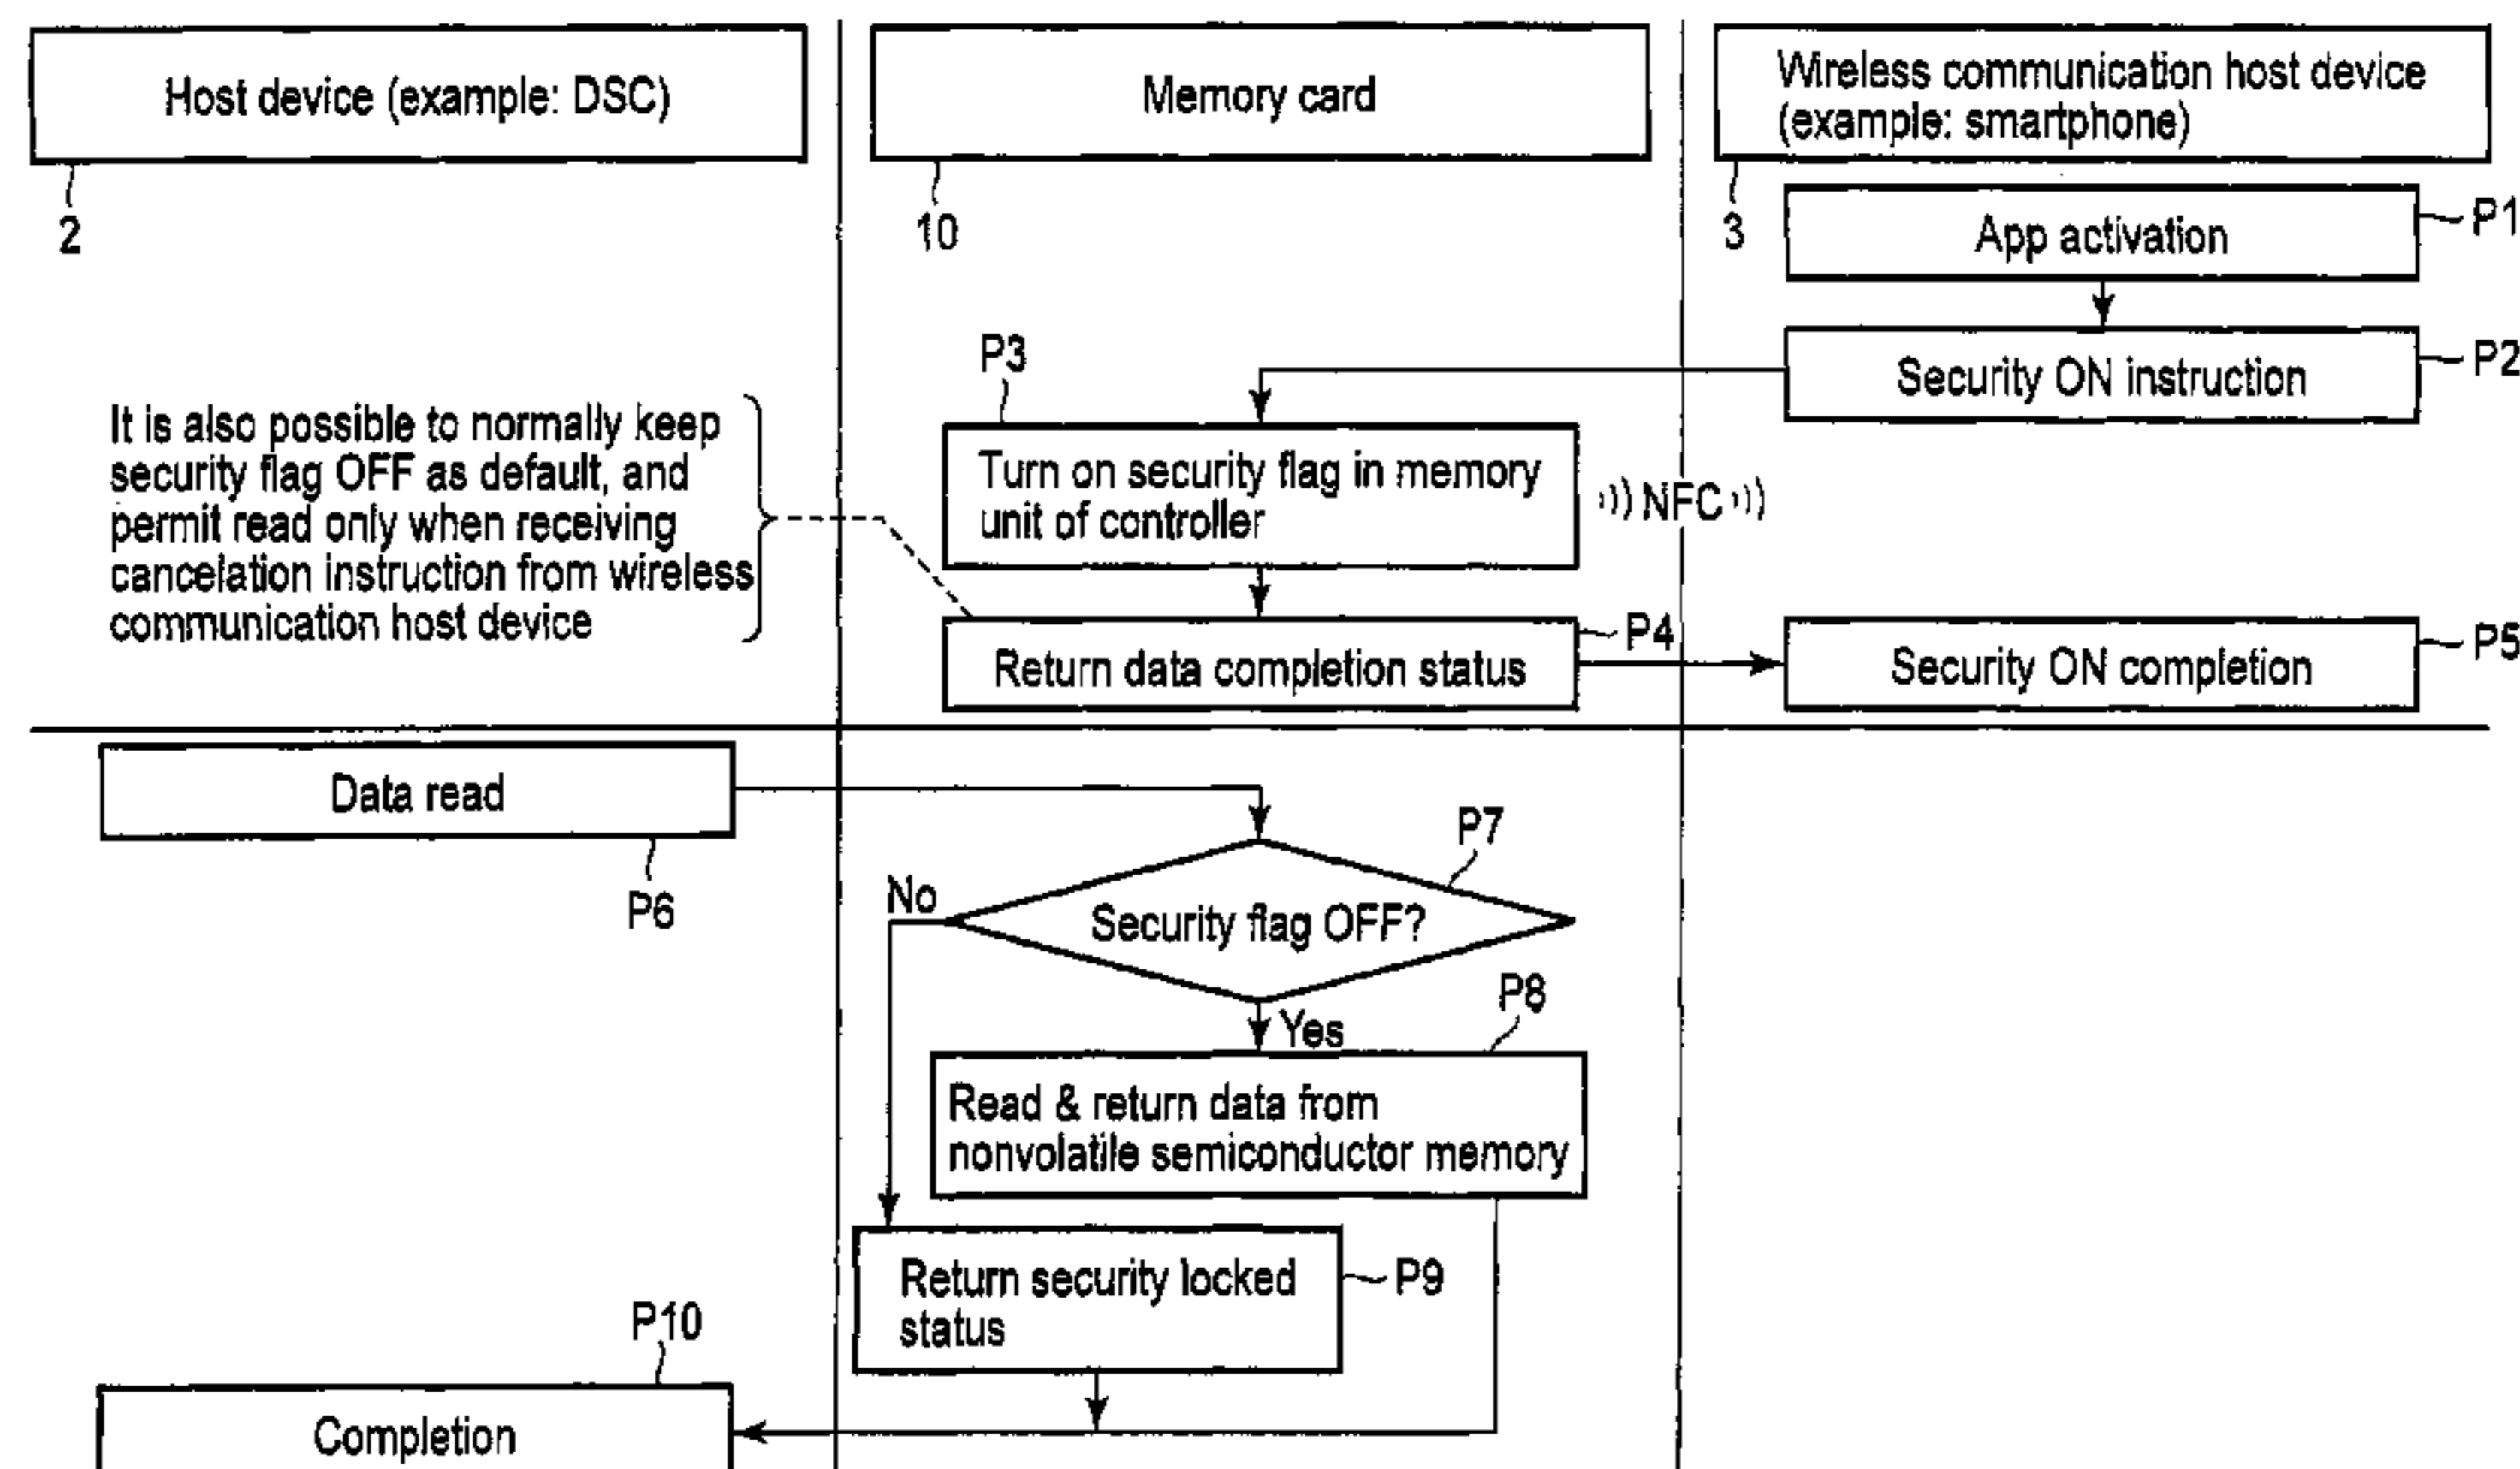 Host device (example: DSC)
Memory card
Wireless communication host device
(example: smartphone)
2
10
3
App activation
P1
Security ON instruction
P2
P3
Turn on security flag in memory
unit of controller
NFC
It is also possible to normally keep
security flag OFF as default, and
permit read only when receiving
cancelation instruction from wireless
communication host device
Return data completion status
P4
Security ON completion
P5
Data read
P6
P7
Security flag OFF?
No
Yes
P8
Read & return data from
nonvolatile semiconductor memory
Return security locked
status
P9
P10
Completion